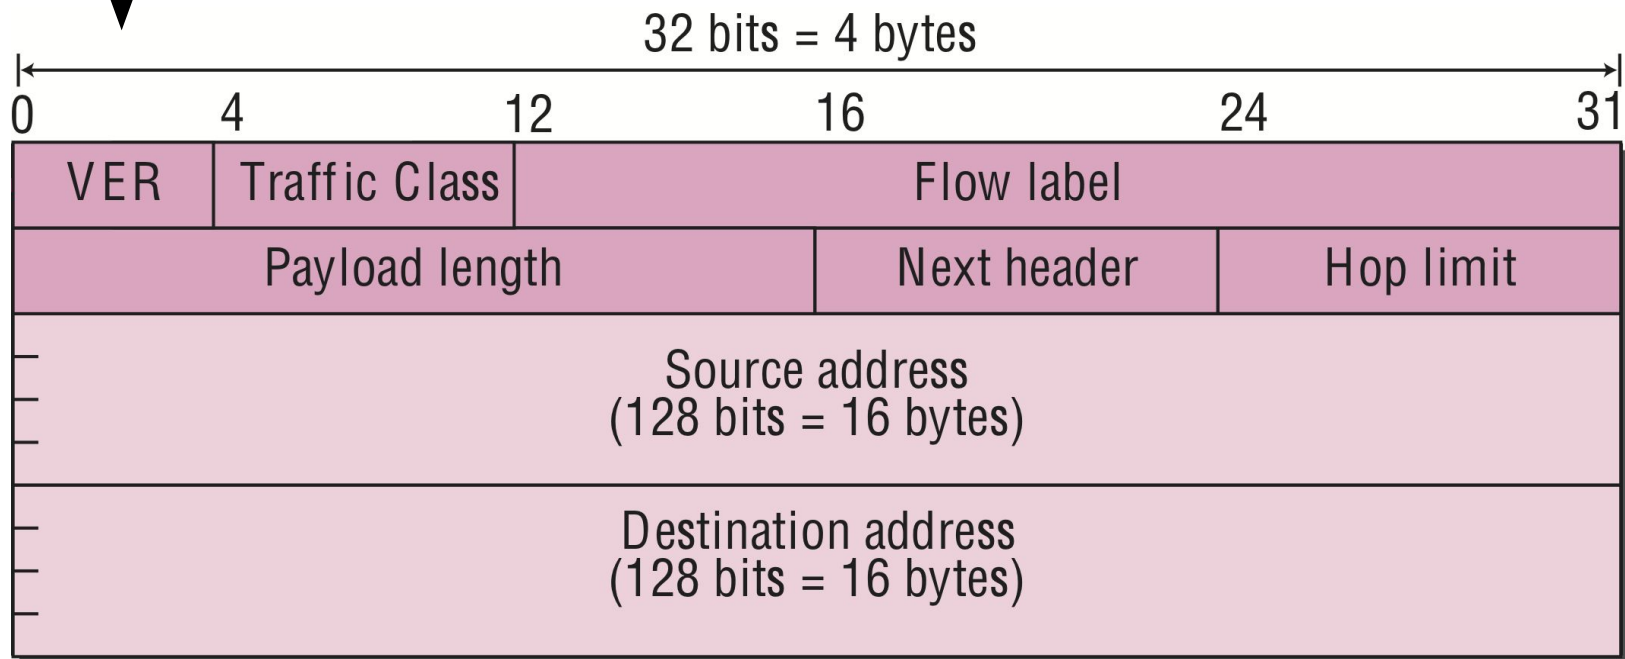 32 bits = 4 bytes
0 4 12 16 24 31
VER Traffic Class Flow label
Payload length Next header Hop limit
Source address
(128 bits = 16 bytes)
Destination address
(128 bits = 16 bytes)